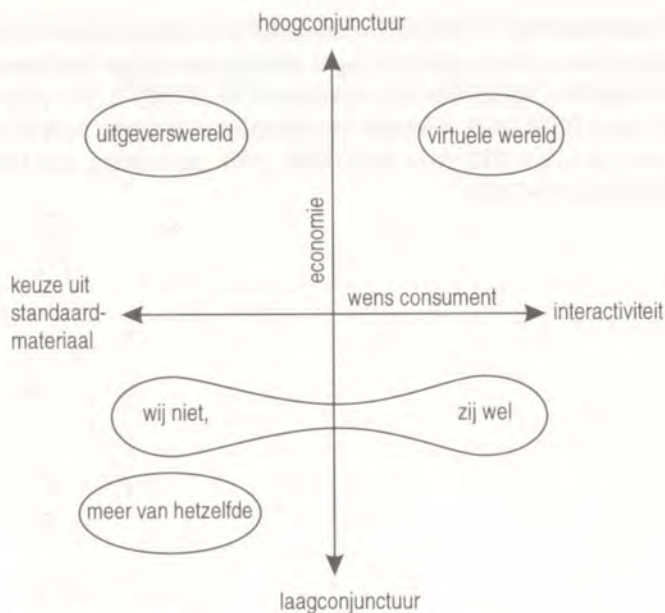 hoogconjunctuur
uitgeverswereld
virtuele wereld
economie
keuze uit
standaard-
materiaal
wens consument
interactiviteit
wij niet,
zij wel
meer van hetzelfde
laagconjunctuur